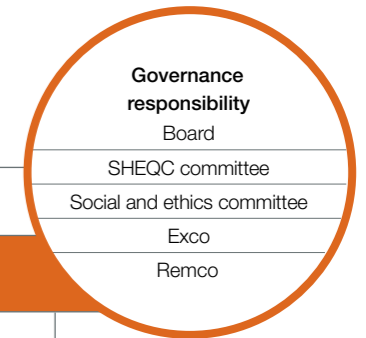 Governance
responsibility
Board
SHEQC committee
Social and ethics committee
Exco
Remco